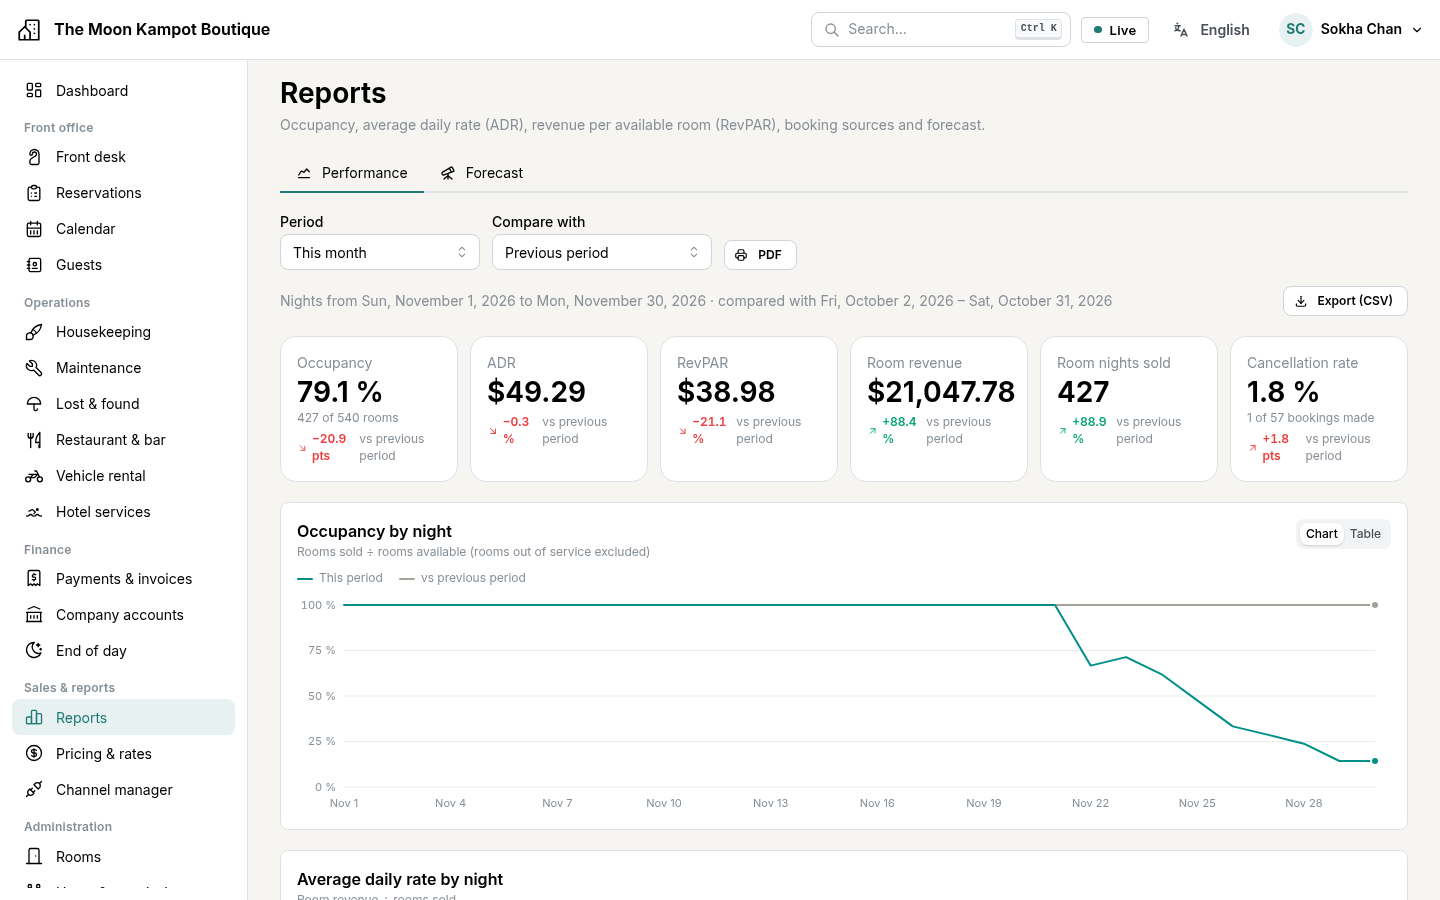 The Moon Kampot Boutique
Search...
Ctrl K
Live
English
SC
Sokha Chan
Dashboard
Front office
Front desk
Reservations
Calendar
Guests
Operations
Housekeeping
Maintenance
Lost & found
Restaurant & bar
Vehicle rental
Hotel services
Finance
Payments & invoices
Company accounts
End of day
Sales & reports
Reports
Pricing & rates
Channel manager
Administration
Rooms
Reports
Occupancy, average daily rate (ADR), revenue per available room (RevPAR), booking sources and forecast.
Performance
Forecast
Period
Compare with
This month
Previous period
PDF
Nights from Sun, November 1, 2026 to Mon, November 30, 2026 · compared with Fri, October 2, 2026 – Sat, October 31, 2026
Export (CSV)
Occupancy
79.1 %
427 of 540 rooms
−20.9 pts
vs previous period
ADR
$49.29
−0.3 %
vs previous period
RevPAR
$38.98
−21.1 %
vs previous period
Room revenue
$21,047.78
+88.4 %
vs previous period
Room nights sold
427
+88.9 %
vs previous period
Cancellation rate
1.8 %
1 of 57 bookings made
+1.8 pts
vs previous period
Occupancy by night
Rooms sold ÷ rooms available (rooms out of service excluded)
Chart
Table
This period
vs previous period
100 %
75 %
50 %
25 %
0 %
Nov 1
Nov 4
Nov 7
Nov 10
Nov 13
Nov 16
Nov 19
Nov 22
Nov 25
Nov 28
Average daily rate by night
Room revenue ÷ rooms sold